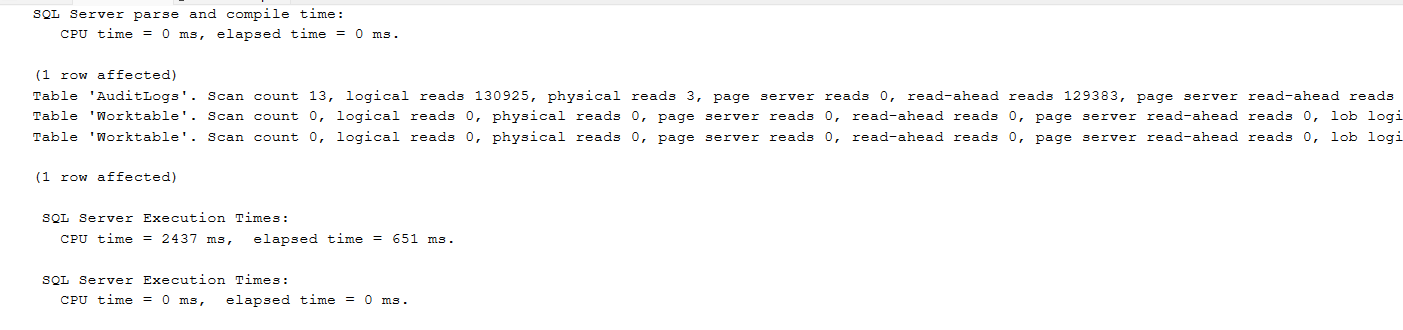 SQL Server parse and compile time:
CPU time = 0 ms, elapsed time = 0 ms.
(1 row affected)
Table 'AuditLogs'. Scan count 13, logical reads 130925, physical reads 3, page server reads 0, read-ahead reads 129383, page server read-ahead reads
Table 'Worktable'. Scan count 0, logical reads 0, physical reads 0, page server reads 0, read-ahead reads 0, page server read-ahead reads 0, lob logi
Table 'Worktable'. Scan count 0, logical reads 0, physical reads 0, page server reads 0, read-ahead reads 0, page server read-ahead reads 0, lob logi
(1 row affected)
SQL Server Execution Times:
CPU time = 2437 ms, elapsed time = 651 ms.
SQL Server Execution Times:
CPU time = 0 ms, elapsed time = 0 ms.